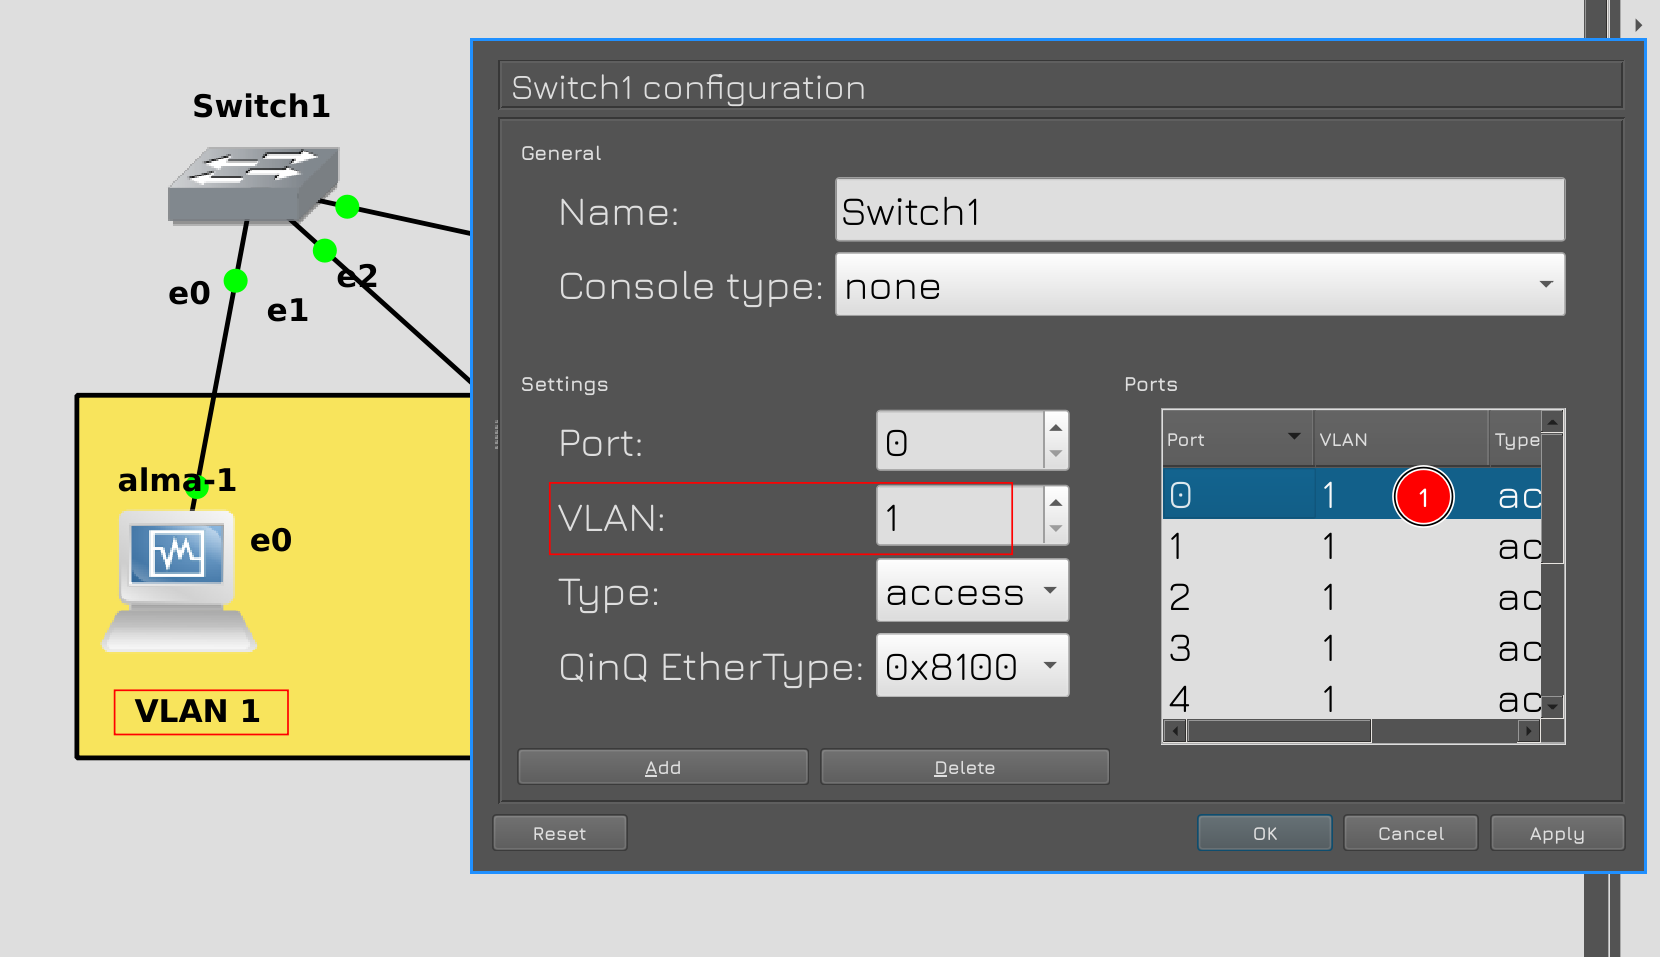 Switch1
e0
e1
e2
alma-1
e0
VLAN 1
Switch1 configuration
General
Name:
Switch1
Console type:
none
Settings
Port:
0
VLAN:
1
Type:
access
QinQ EtherType:
0x8100
Add
Delete
Ports
Port VLAN Type
0 1 1 ac
1 1 ac
2 1 ac
3 1 ac
4 1 ac
Reset
OK
Cancel
Apply